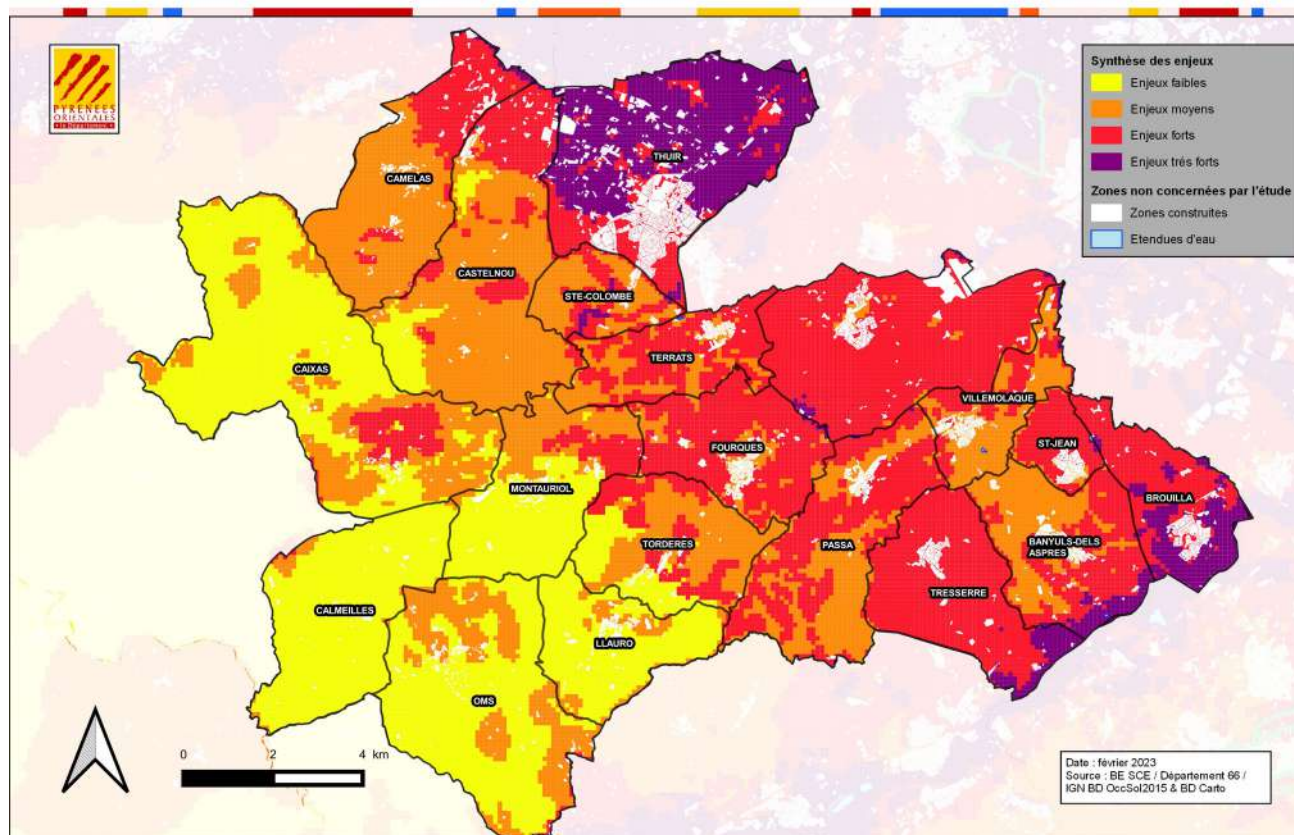 PYRENEES
ORIENTALES
le Département
Synthèse des enjeux
Enjeux faibles
Enjeux moyens
Enjeux forts
Enjeux trés forts
Zones non concernées par l'étude
Zones construites
Etendues d'eau
THUIR
CAMELAS
CASTELNOU
STE-COLOMBE
TERRATS
CAIXAS
VILLEMOLAQUE
FOURQUES
ST-JEAN
MONTAURIOL
BROUILLA
TORDERES
PASSA
BANYULS-DELS
ASPRES
TRESSERRE
CALMEILLES
LLAURO
OMS
0 2 4 km
Date : février 2023
Source : BE SCE / Département 66 /
IGN BD OccSol2015 & BD Carto